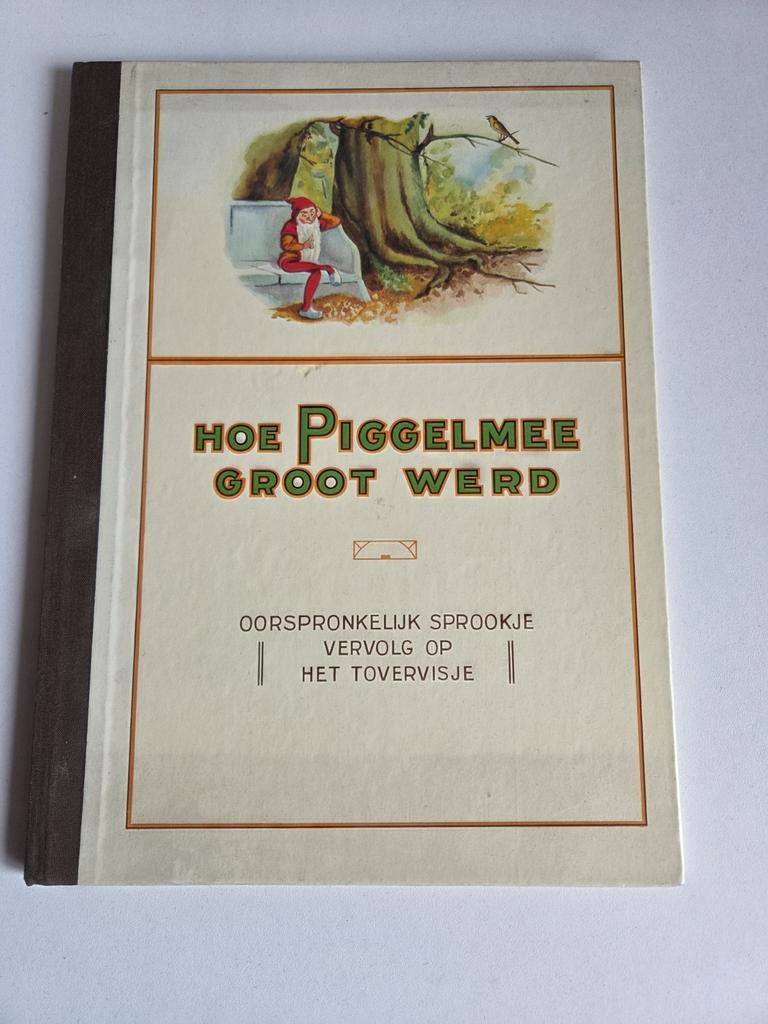 HOE PIGGELMEE
GROOT WERD
OORSPRONKELIJK SPROOKJE
VERVOLG OP
HET TOVERVISJE